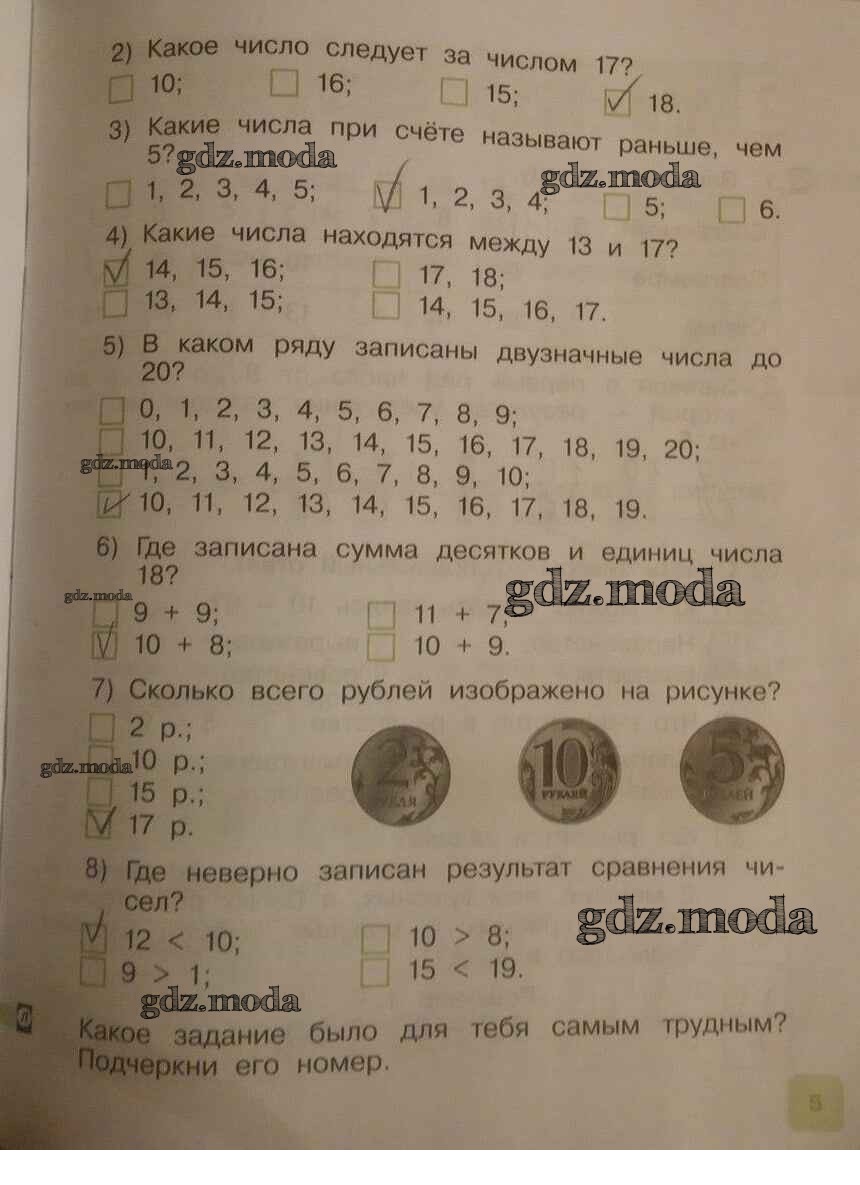 2) Какое число следует за числом 17?
10; 16; 15; 18.
3) Какие числа при счёте называют раньше, чем
5? gdz.moda gdz.moda
1, 2, 3, 4, 5; 1, 2, 3, 4; 5; 6.
4) Какие числа находятся между 13 и 17?
14, 15, 16; 17, 18;
13, 14, 15; 14, 15, 16, 17.
5) В каком ряду записаны двузначные числа до
20?
0, 1, 2, 3, 4, 5, 6, 7, 8, 9;
10, 11, 12, 13, 14, 15, 16, 17, 18, 19, 20;
gdz.moda 1, 2, 3, 4, 5, 6, 7, 8, 9, 10;
10, 11, 12, 13, 14, 15, 16, 17, 18, 19.
6) Где записана сумма десятков и единиц числа
18? gdz.moda
gdz.moda 9 + 9; 11 + 7;
10 + 8; 10 + 9.
7) Сколько всего рублей изображено на рисунке?
2 р.;
gdz.moda 10 р.;
15 р.;
17 р.
2 РУБЛЯ 10 РУБЛЕЙ 5 РУБЛЕЙ
8) Где неверно записан результат сравнения чи-
сел? gdz.moda
12 < 10; 10 > 8;
9 > 1; 15 < 19.
gdz.moda
Какое задание было для тебя самым трудным?
Подчеркни его номер.
5